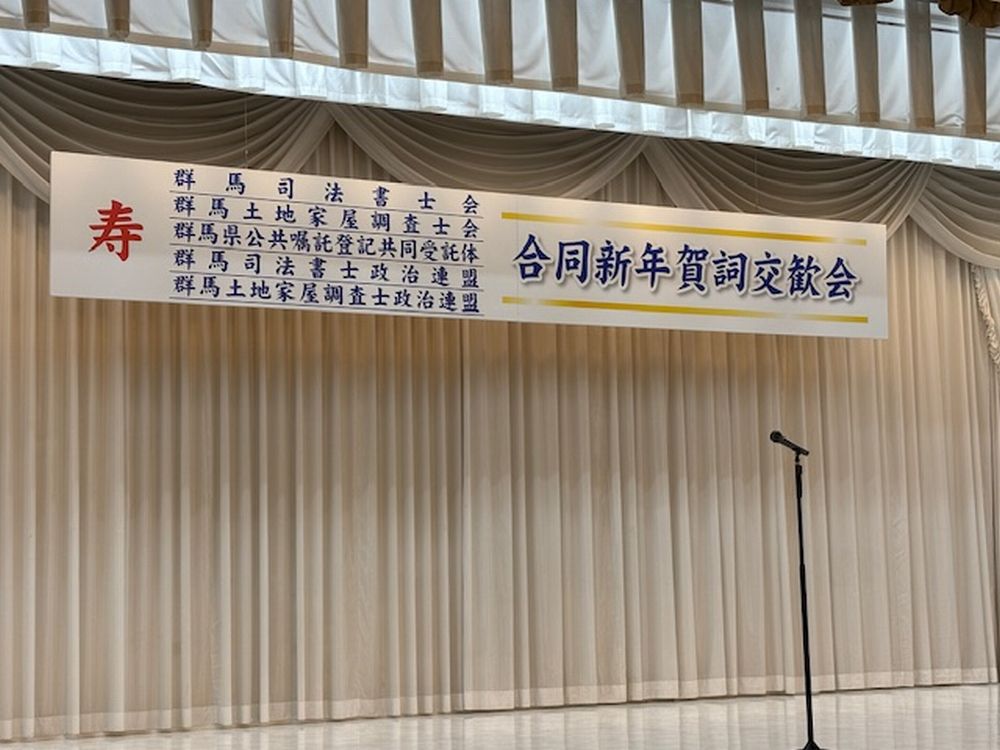 寿
群馬司法書士会
群馬土地家屋調査士会
群馬県公共嘱託登記共同受託体
群馬司法書士政治連盟
群馬土地家屋調査士政治連盟
合同新年賀詞交歓会